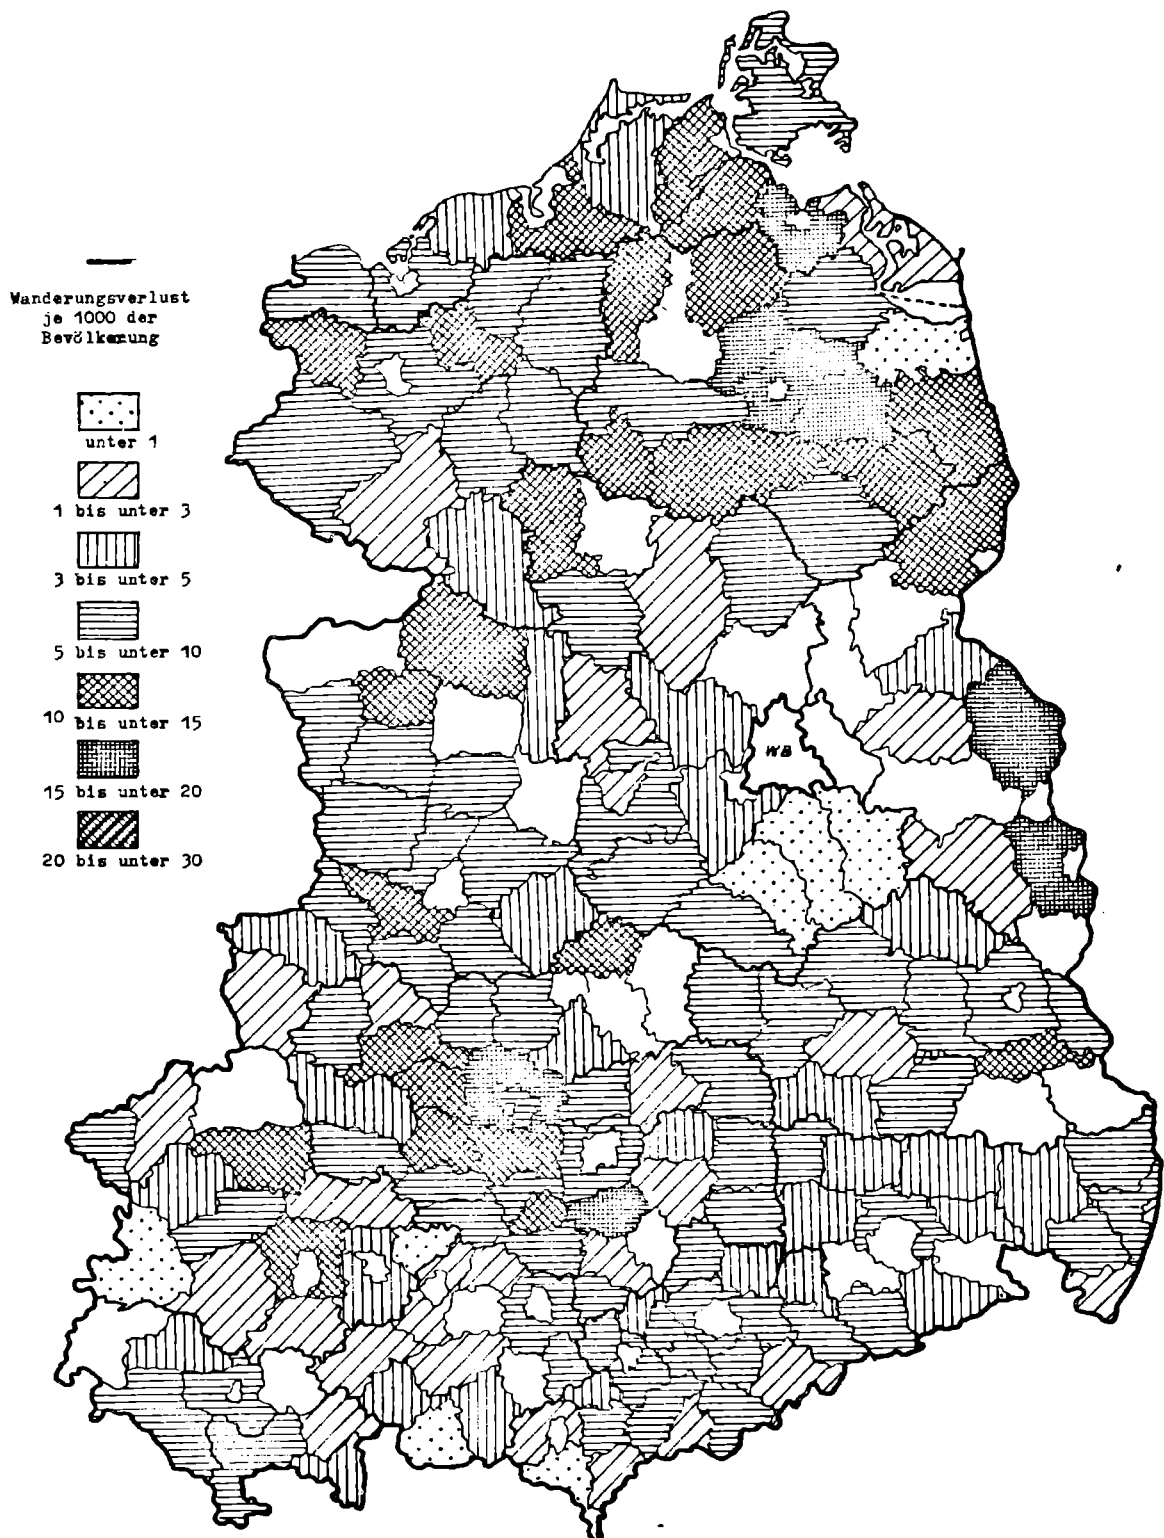 Wanderungsverlust
je 1000 der
Bevölkerung
unter 1
1 bis unter 3
3 bis unter 5
5 bis unter 10
10 bis unter 15
15 bis unter 20
20 bis unter 30
WB